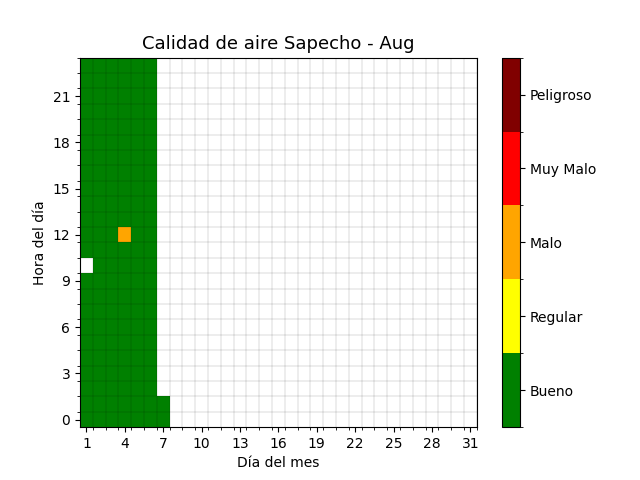 Calidad de aire Sapecho - Aug
Hora del día
21
18
15
12
9
6
3
0
1 4 7 10 13 16 19 22 25 28 31
Día del mes
Peligroso
Muy Malo
Malo
Regular
Bueno